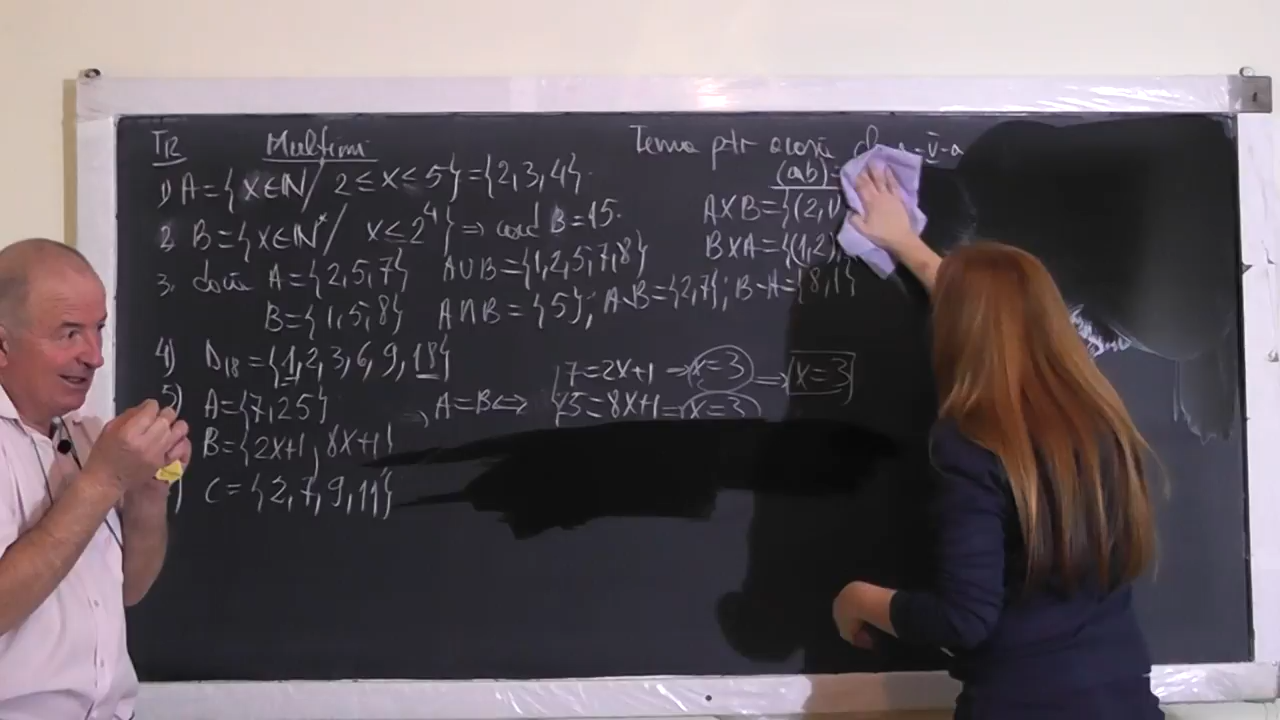 TR Mulțimi
1) A={x∈ℕ/ 2≤x≤5}={2,3,4}.
2. B={x∈ℕ*/ x≤2⁴} ⇒ card B=15.
3. A={2,5,7} A∪B={1,2,5,7,8}
B={1,5,8} A∩B={5}; A-B={2,7}; B-A={8,1}
4) D₁₈={1,2,3,6,9,18}
5) A={7,25} ⇒ A=B⇔ {7=2x+1 ⇒ x=3 ⇒ x=3
B={2x+1, 8x+1} 25=8x+1 ⇒ x=3
) C={2,7,9,11}
Tema ptr acasă
(a,b)
A×B={(2,1
B×A={(1,2),